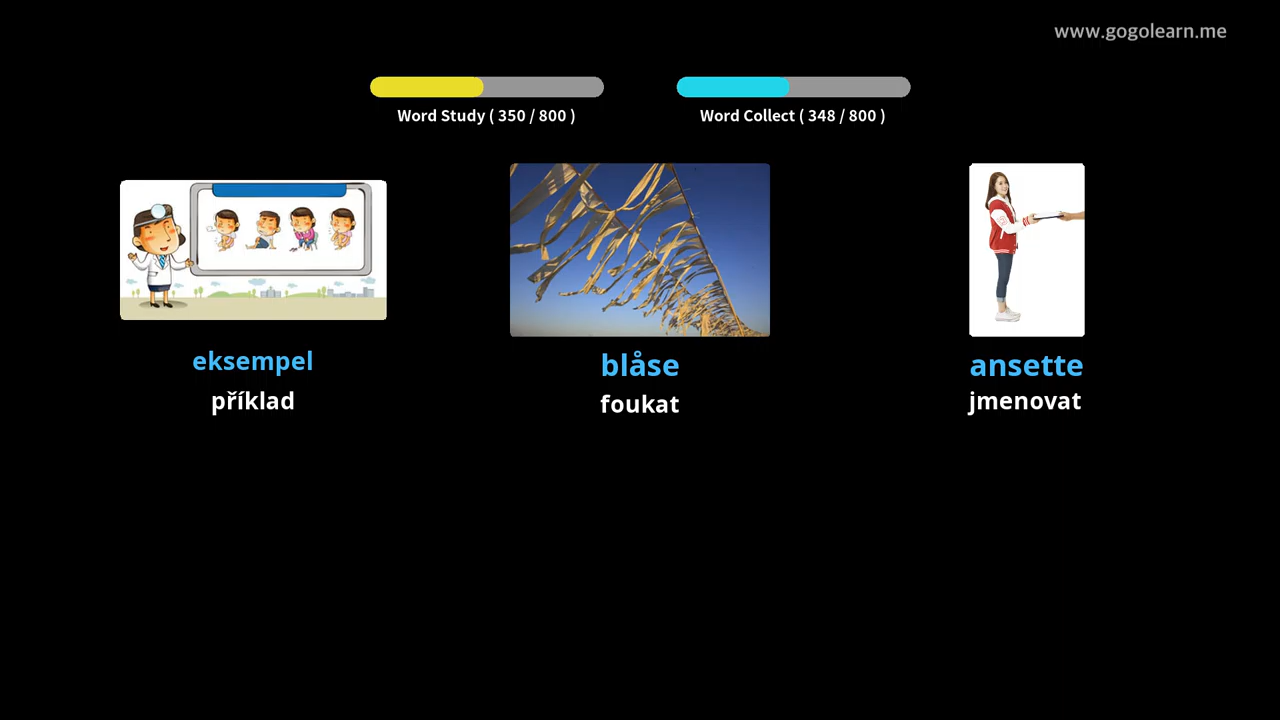 www.gogolearn.me
Word Study ( 350 / 800 )
Word Collect ( 348 / 800 )
eksempel
příklad
blåse
foukat
ansette
jmenovat